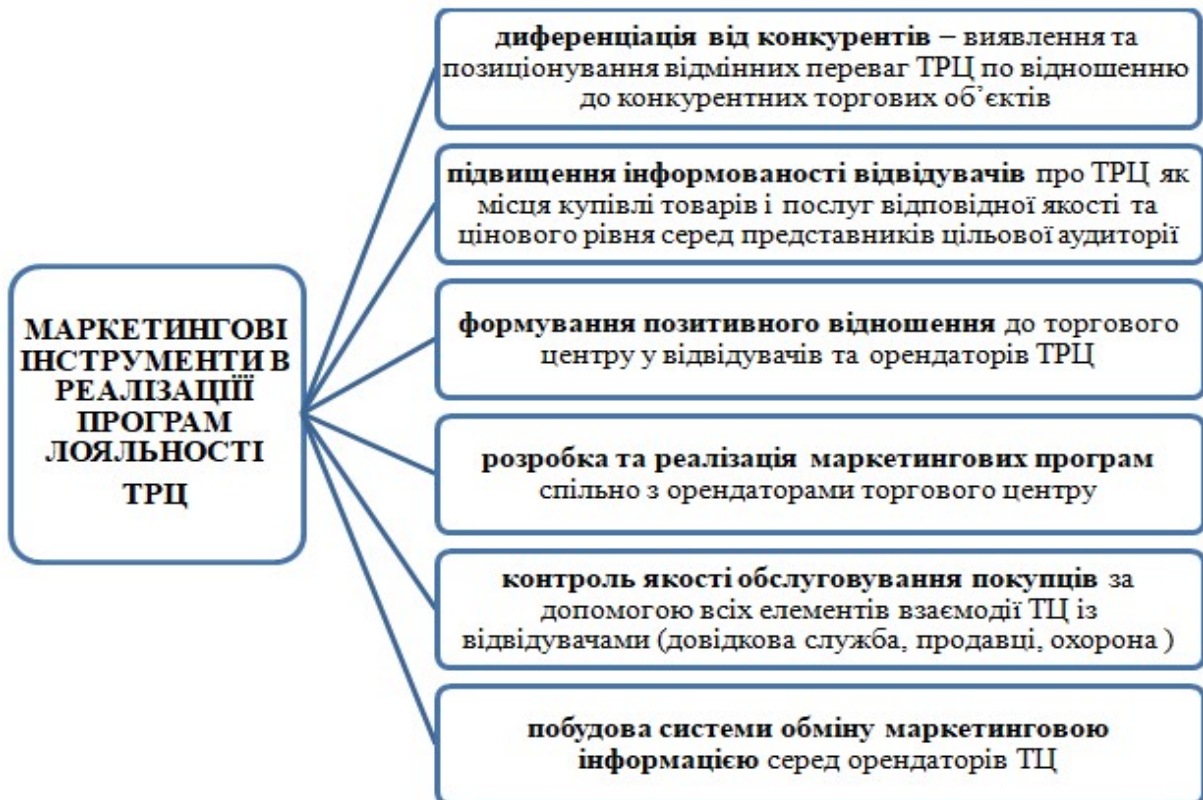 МАРКЕТИНГОВІ
ІНСТРУМЕНТИ В
РЕАЛІЗАЦІЇ
ПРОГРАМ
ЛОЯЛЬНОСТІ
ТРЦ
диференціація від конкурентів – виявлення та
позиціонування відмінних переваг ТРЦ по відношенню
до конкурентних торгових об’єктів
підвищення інформованості відвідувачів про ТРЦ як
місця купівлі товарів і послуг відповідної якості та
цінового рівня серед представників цільової аудиторії
формування позитивного відношення до торгового
центру у відвідувачів та орендаторів ТРЦ
розробка та реалізація маркетингових програм
спільно з орендаторами торгового центру
контроль якості обслуговування покупців за
допомогою всіх елементів взаємодії ТЦ із
відвідувачами (довідкова служба, продавці, охорона )
побудова системи обміну маркетинговою
інформацією серед орендаторів ТЦ